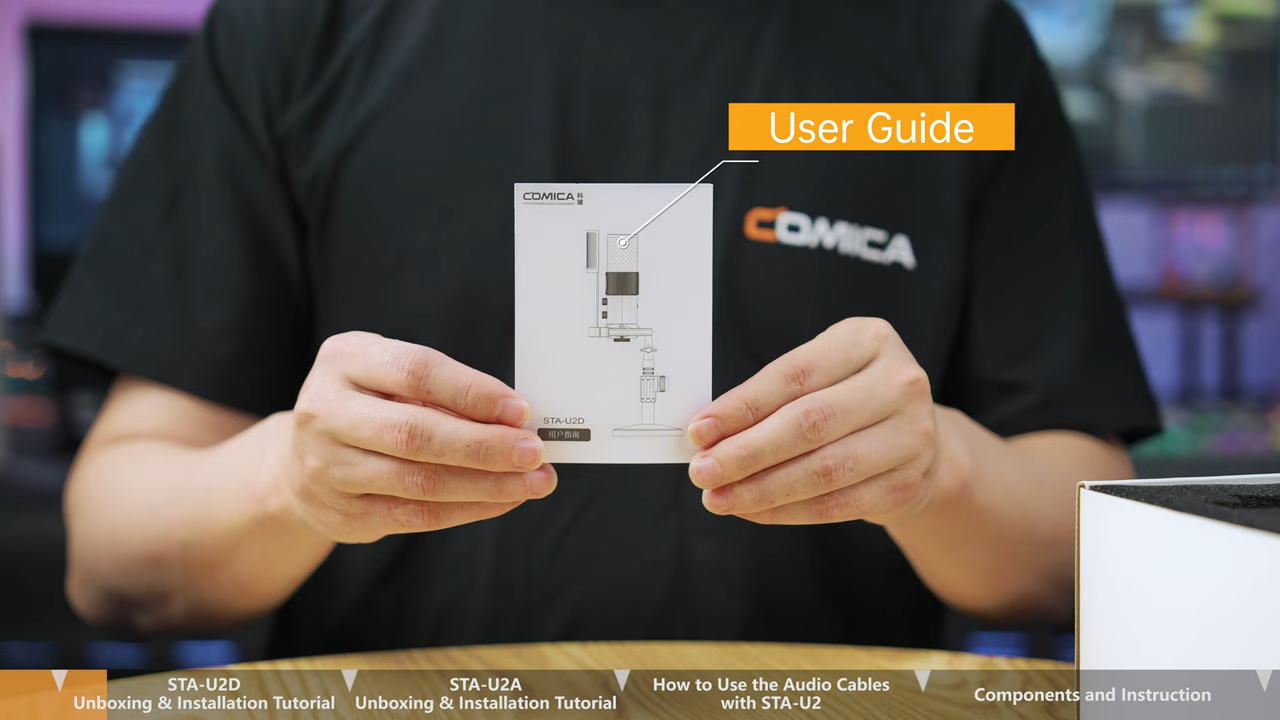 User Guide
COMICA 科唛
COMICA
STA-U2D
用户指南
STA-U2D
Unboxing & Installation Tutorial
STA-U2A
Unboxing & Installation Tutorial
How to Use the Audio Cables
with STA-U2
Components and Instruction